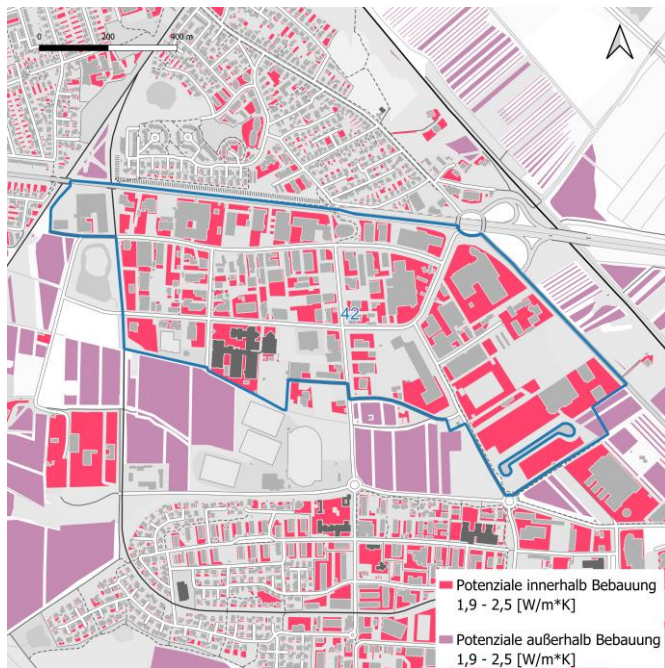 0 200 400 m
42
Potenziale innerhalb Bebauung
1,9 - 2,5 [W/m*K]
Potenziale außerhalb Bebauung
1,9 - 2,5 [W/m*K]